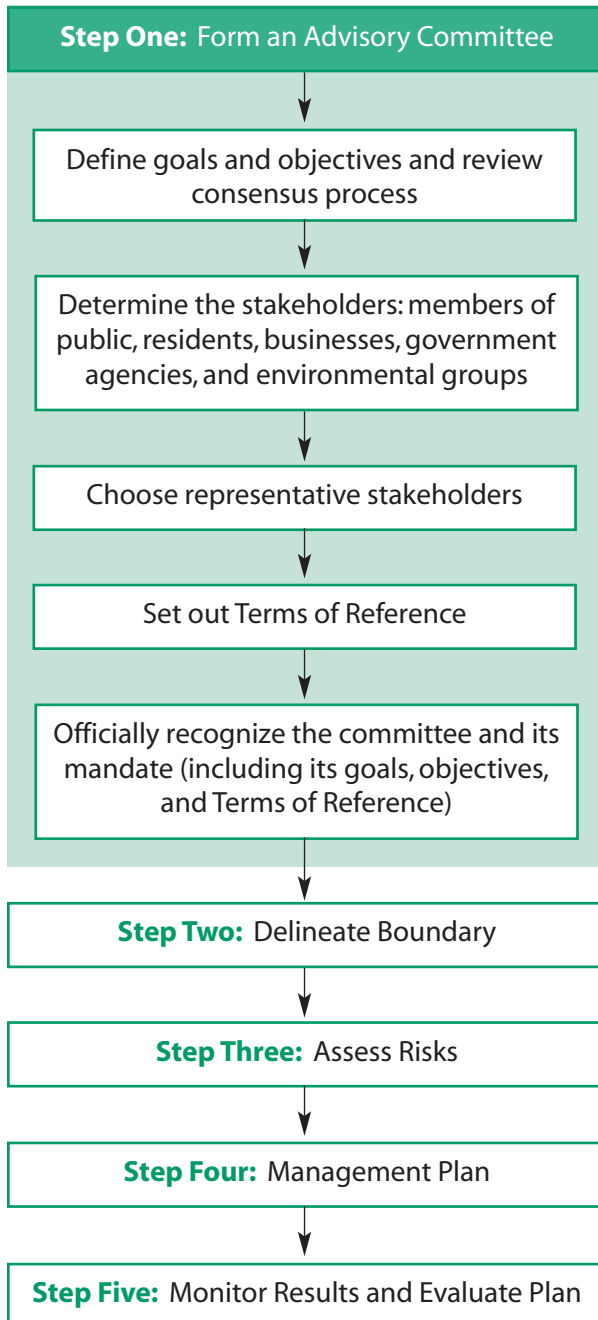 Step One: Form an Advisory Committee
Define goals and objectives and review
consensus process
Determine the stakeholders: members of
public, residents, businesses, government
agencies, and environmental groups
Choose representative stakeholders
Set out Terms of Reference
Officially recognize the committee and its
mandate (including its goals, objectives,
and Terms of Reference)
Step Two: Delineate Boundary
Step Three: Assess Risks
Step Four: Management Plan
Step Five: Monitor Results and Evaluate Plan